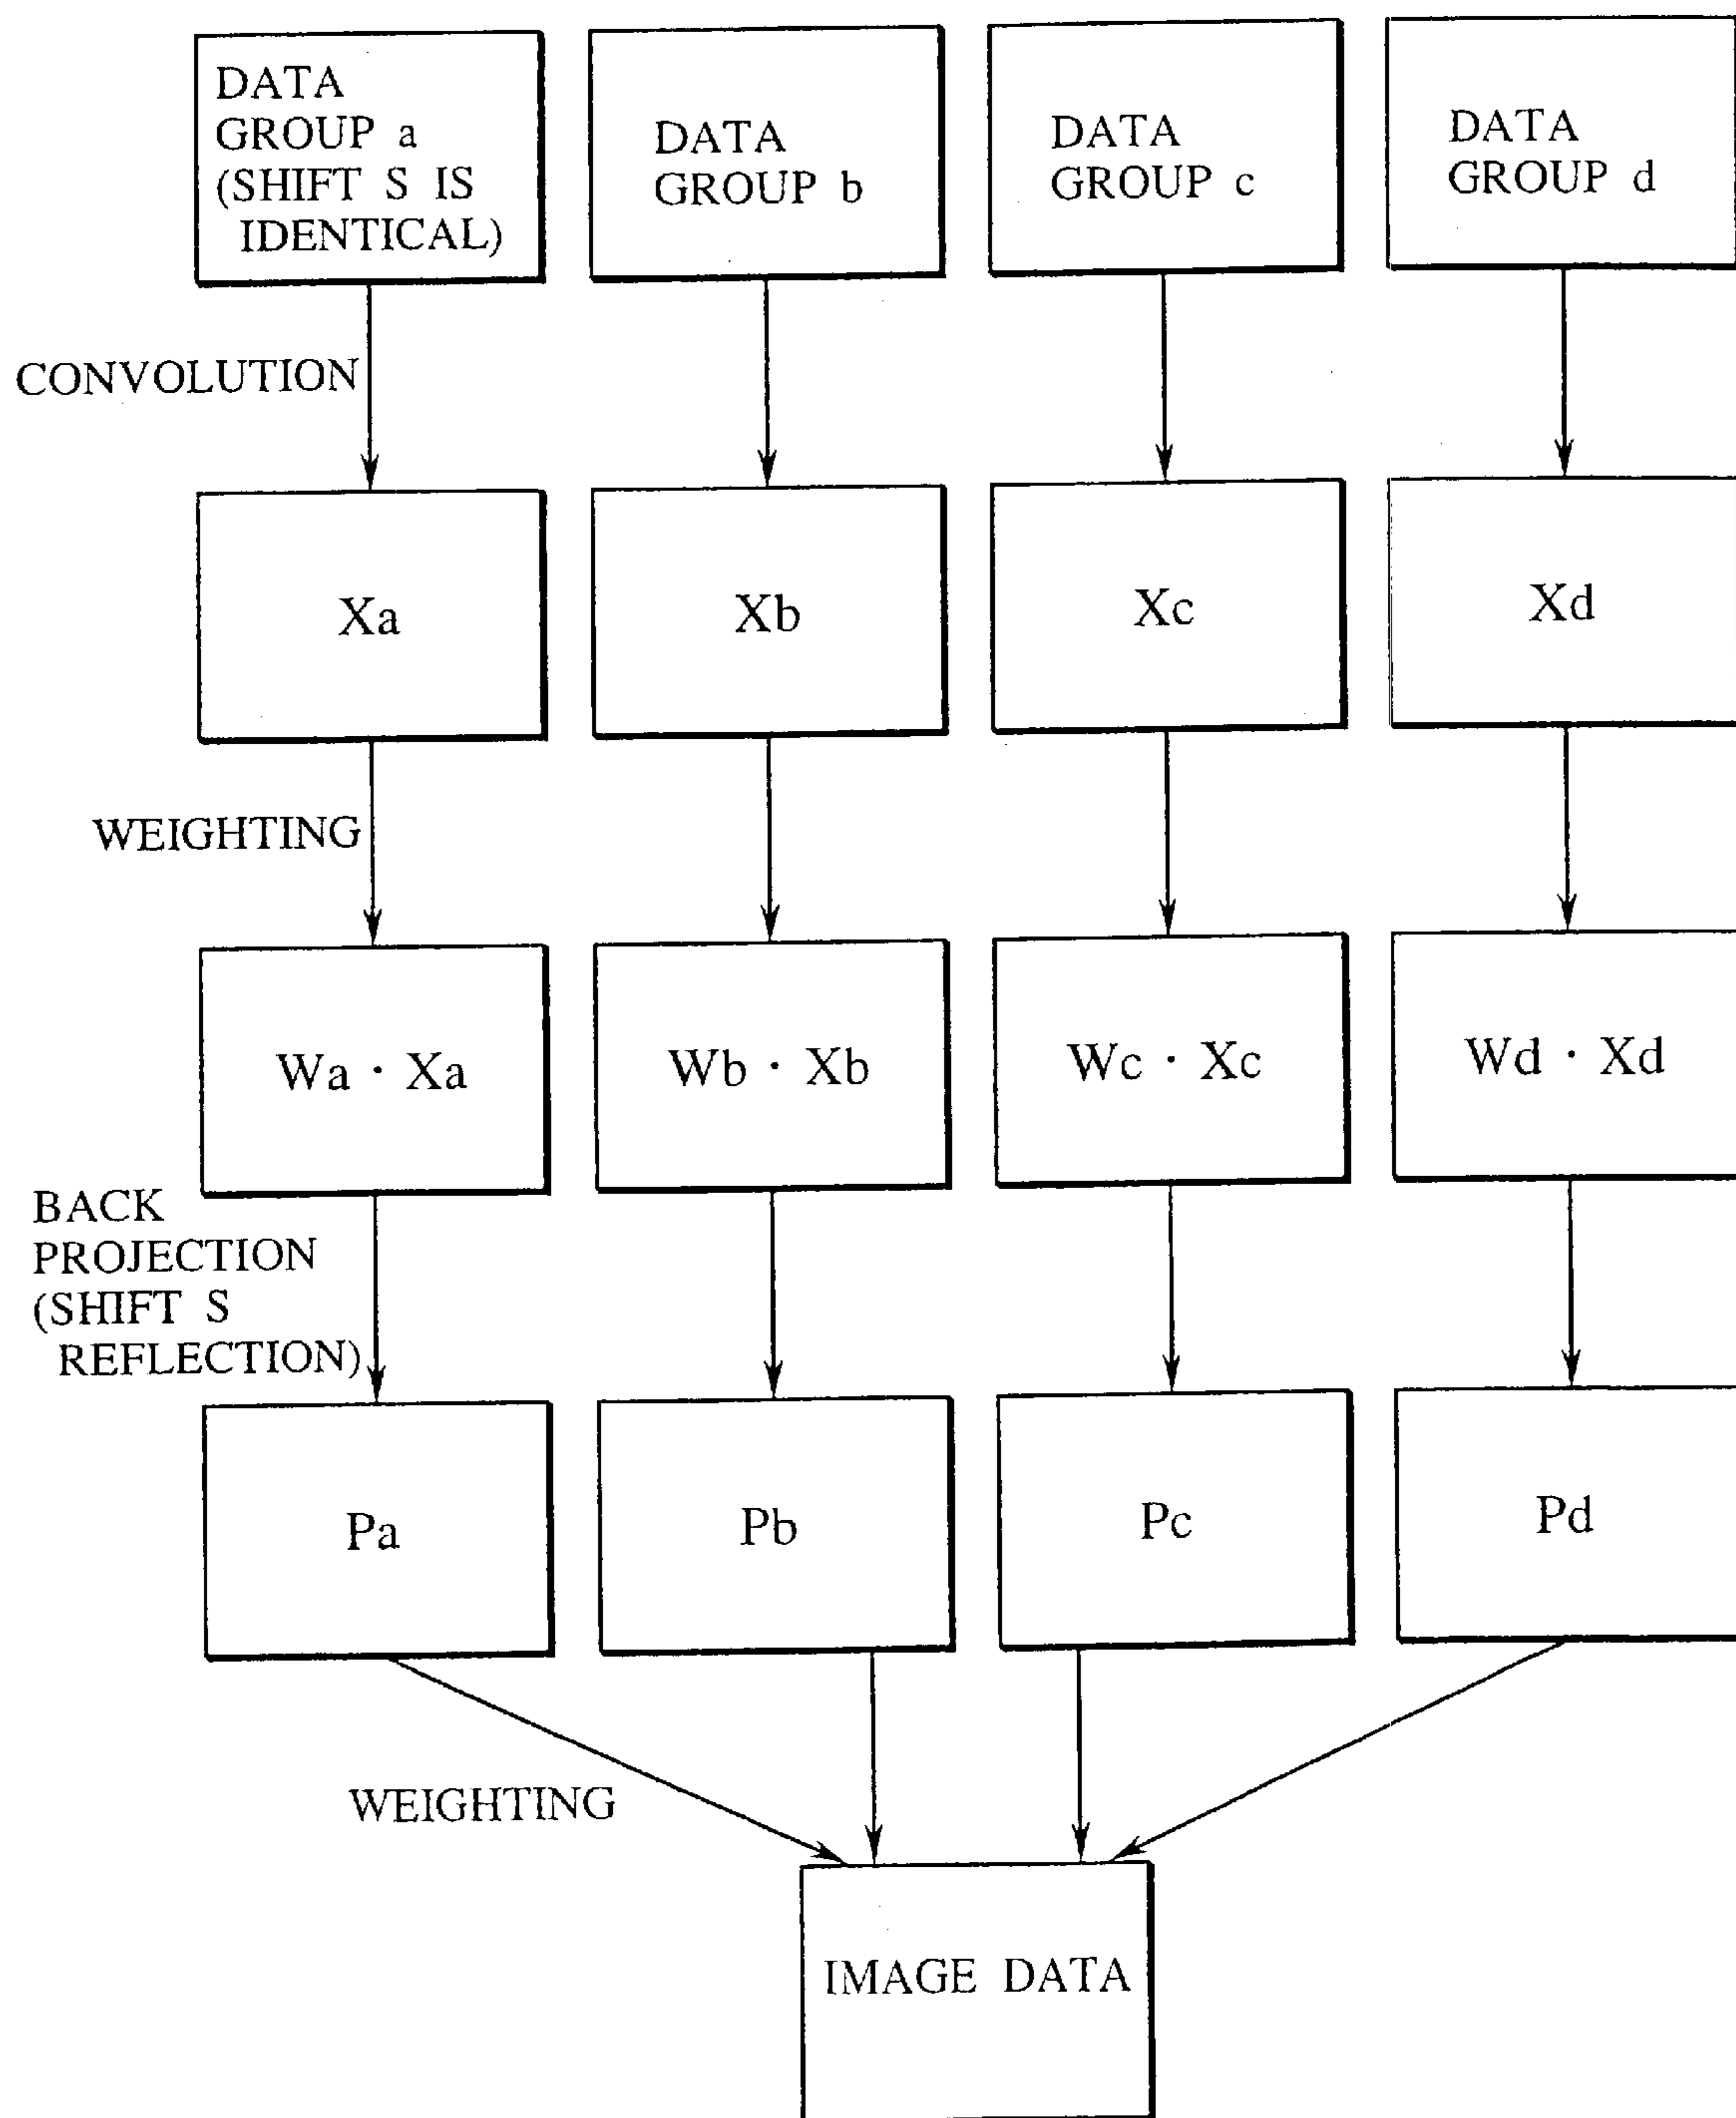 DATA
GROUP a
(SHIFT S IS
IDENTICAL)
DATA
GROUP b
DATA
GROUP c
DATA
GROUP d
CONVOLUTION
Xa
Xb
Xc
Xd
WEIGHTING
Wa · Xa
Wb · Xb
Wc · Xc
Wd · Xd
BACK
PROJECTION
(SHIFT S
REFLECTION)
Pa
Pb
Pc
Pd
WEIGHTING
IMAGE DATA